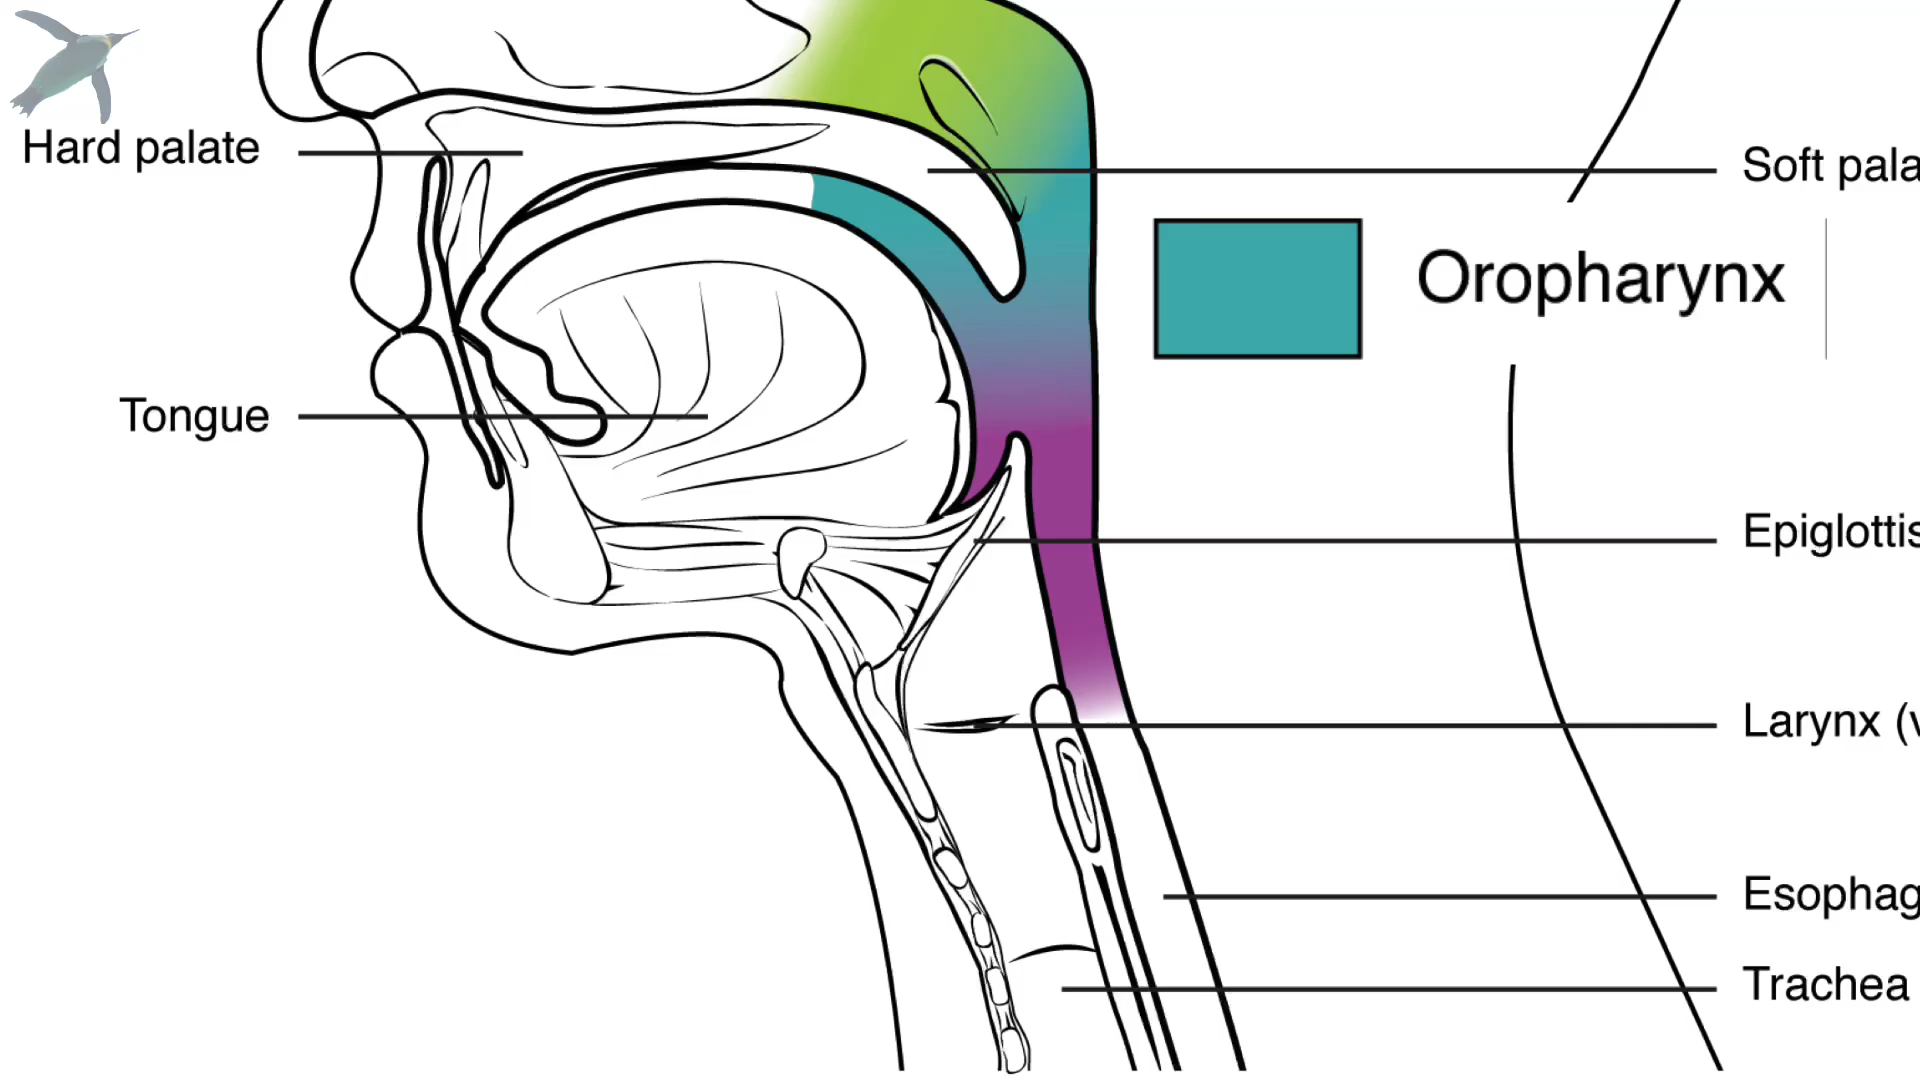 Hard palate
Soft pala
Oropharynx
Tongue
Epiglottis
Larynx (v
Esophag
Trachea